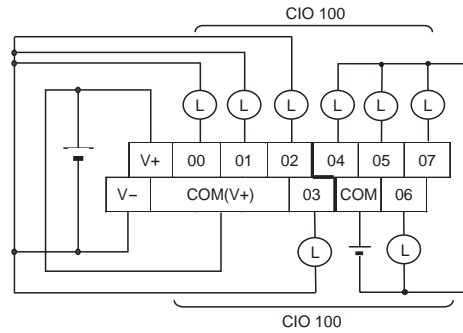 CIO 100
L L L L L L
V+ 00 01 02 04 05 07
V− COM(V+) 03 COM 06
L L
CIO 100